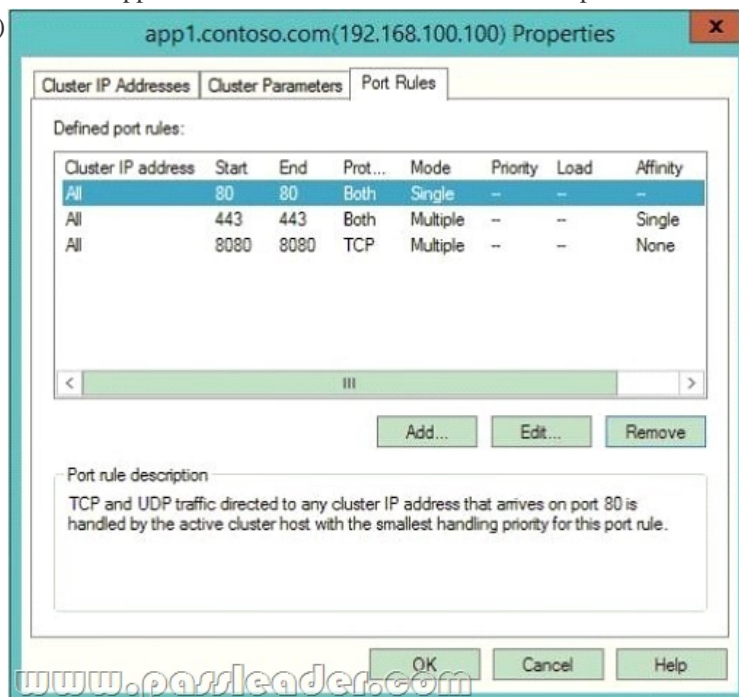 )
app1.contoso.com(192.168.100.100) Properties
x
Cluster IP Addresses Cluster Parameters Port Rules
Defined port rules:
Cluster IP address Start End Prot... Mode Priority Load Affinity
All 80 80 Both Single -- -- --
All 443 443 Both Multiple -- -- Single
All 8080 8080 TCP Multiple -- -- None
< III >
Add... Edit... Remove
Port rule description
TCP and UDP traffic directed to any cluster IP address that arrives on port 80 is
handled by the active cluster host with the smallest handling priority for this port rule.
OK Cancel Help
www.passleader.com